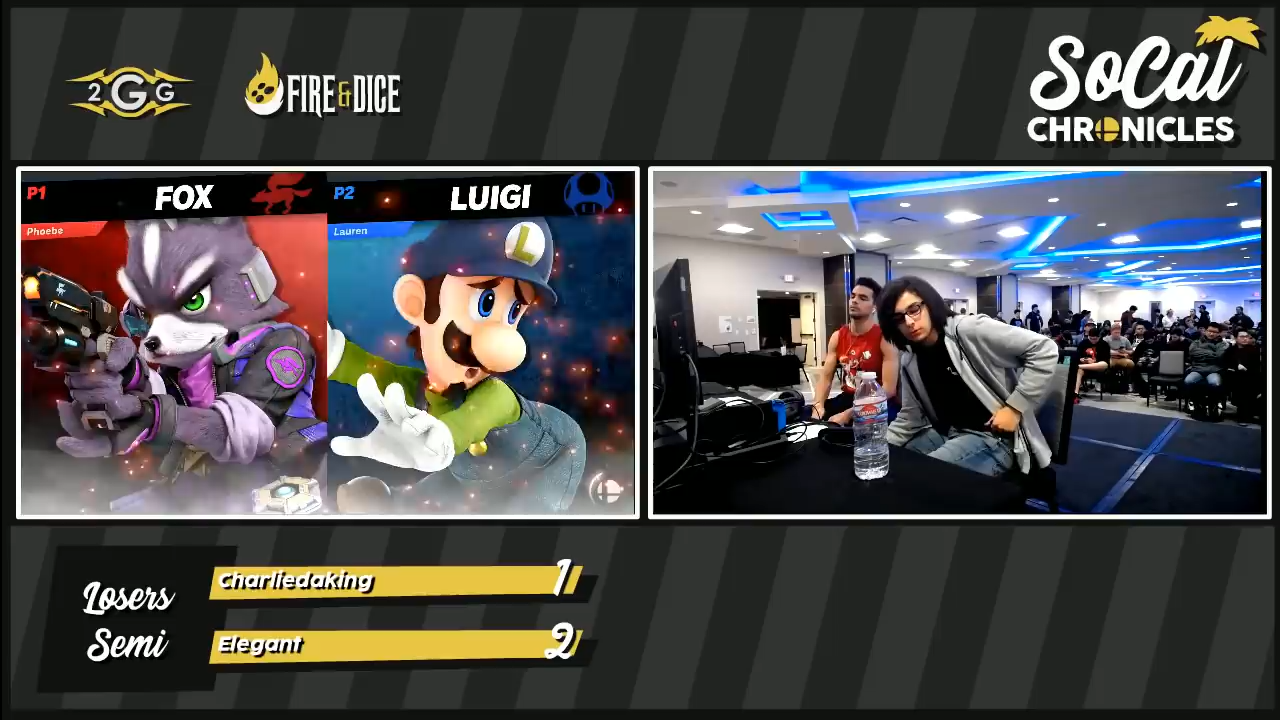 2GG
FIRE & DICE
SoCal
CHRONICLES
P1
FOX
P2
LUIGI
Phoebe
Lauren
L
Losers
Semi
Charliedaking
1
Elegant
2